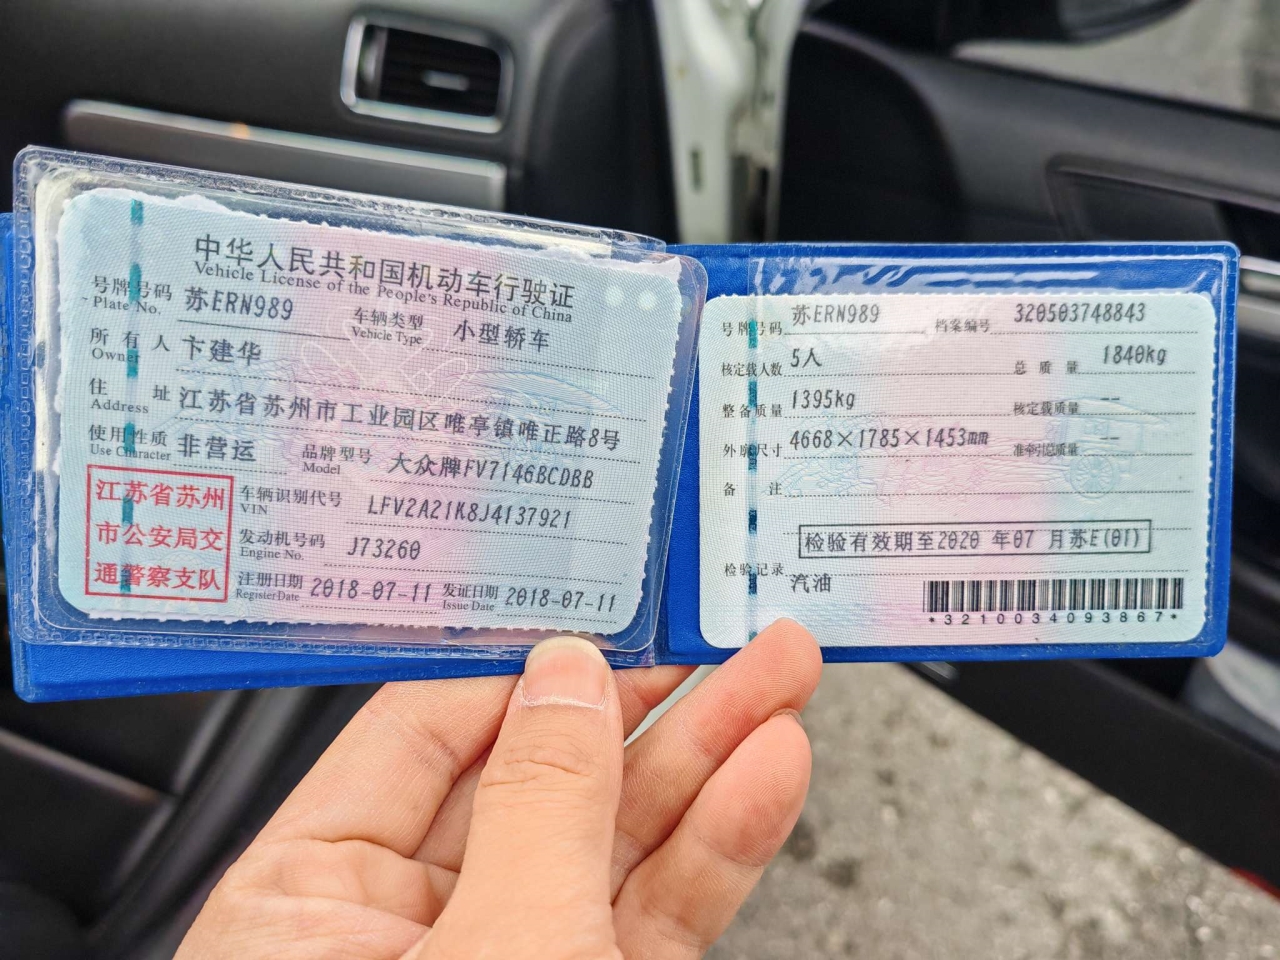 中华人民共和国机动车行驶证
Vehicle License of the People's Republic of China
号牌号码 苏ERN989 车辆类型 小型轿车
Plate No. Vehicle Type
所有人 卞建华
Owner
住址 江苏省苏州市工业园区唯亭镇唯正路8号
Address
使用性质 非营运 品牌型号 大众牌FV7146BCDBB
Use Character Model
江苏省苏州
市公安局交
通警察支队
车辆识别代号 LFV2A21K8J4137921
VIN
发动机号码 J73260
Engine No.
注册日期 2018-07-11 发证日期 2018-07-11
Register Date Issue Date
号牌号码 苏ERN989 档案编号 320503748843
核定载人数 5人 总质量 1840kg
整备质量 1395kg 核定载质量 --
外廓尺寸 4668×1785×1453mm 准牵引总质量 --
备注
检验有效期至2020年07月苏E(01)
检验记录
汽油
*3210034093867*